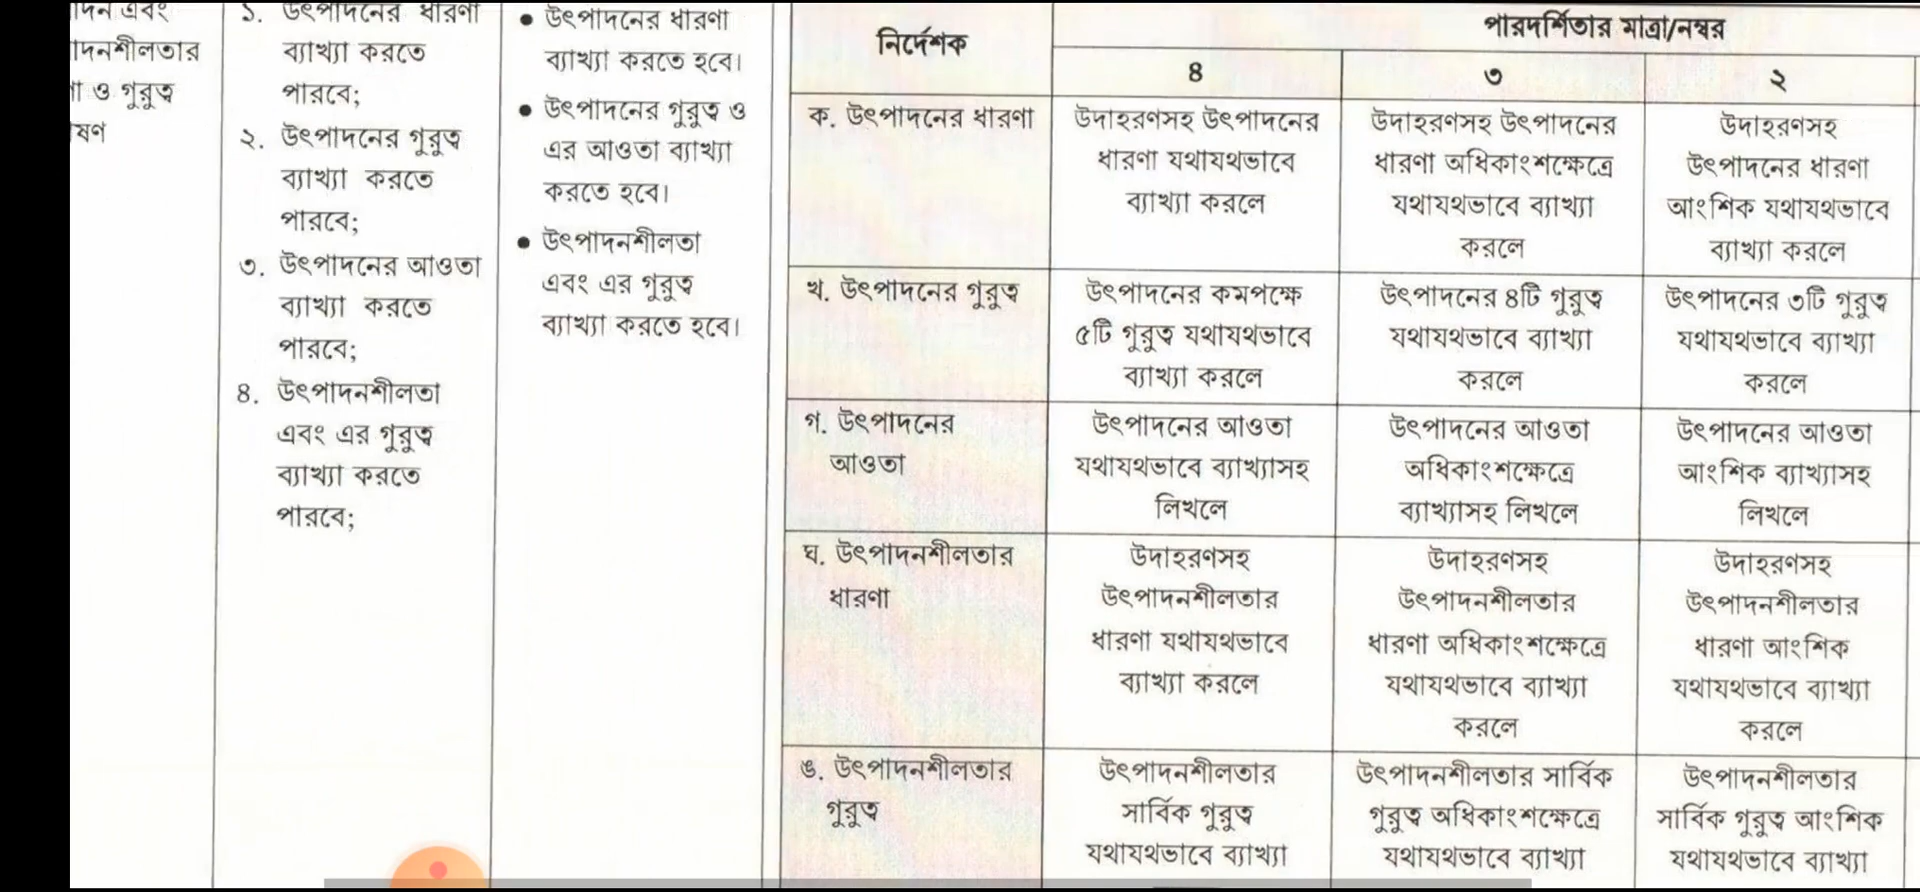 াদন এবং
াদনশীলতার
া ও গুরুত্ব
ষণ
১. উৎপাদনের ধারণা
ব্যাখ্যা করতে
পারবে;
২. উৎপাদনের গুরুত্ব
ব্যাখ্যা করতে
পারবে;
৩. উৎপাদনের আওতা
ব্যাখ্যা করতে
পারবে;
৪. উৎপাদনশীলতা
এবং এর গুরুত্ব
ব্যাখ্যা করতে
পারবে;
• উৎপাদনের ধারণা
ব্যাখ্যা করতে হবে।
• উৎপাদনের গুরুত্ব ও
এর আওতা ব্যাখ্যা
করতে হবে।
• উৎপাদনশীলতা
এবং এর গুরুত্ব
ব্যাখ্যা করতে হবে।
নির্দেশক
পারদর্শিতার মাত্রা/নম্বর
৪
৩
২
ক. উৎপাদনের ধারণা
উদাহরণসহ উৎপাদনের
ধারণা যথাযথভাবে
ব্যাখ্যা করলে
উদাহরণসহ উৎপাদনের
ধারণা অধিকাংশক্ষেত্রে
যথাযথভাবে ব্যাখ্যা
করলে
উদাহরণসহ
উৎপাদনের ধারণা
আংশিক যথাযথভাবে
ব্যাখ্যা করলে
খ. উৎপাদনের গুরুত্ব
উৎপাদনের কমপক্ষে
৫টি গুরুত্ব যথাযথভাবে
ব্যাখ্যা করলে
উৎপাদনের ৪টি গুরুত্ব
যথাযথভাবে ব্যাখ্যা
করলে
উৎপাদনের ৩টি গুরুত্ব
যথাযথভাবে ব্যাখ্যা
করলে
গ. উৎপাদনের
আওতা
উৎপাদনের আওতা
যথাযথভাবে ব্যাখ্যাসহ
লিখলে
উৎপাদনের আওতা
অধিকাংশক্ষেত্রে
ব্যাখ্যাসহ লিখলে
উৎপাদনের আওতা
আংশিক ব্যাখ্যাসহ
লিখলে
ঘ. উৎপাদনশীলতার
ধারণা
উদাহরণসহ
উৎপাদনশীলতার
ধারণা যথাযথভাবে
ব্যাখ্যা করলে
উদাহরণসহ
উৎপাদনশীলতার
ধারণা অধিকাংশক্ষেত্রে
যথাযথভাবে ব্যাখ্যা
করলে
উদাহরণসহ
উৎপাদনশীলতার
ধারণা আংশিক
যথাযথভাবে ব্যাখ্যা
করলে
ঙ. উৎপাদনশীলতার
গুরুত্ব
উৎপাদনশীলতার
সার্বিক গুরুত্ব
যথাযথভাবে ব্যাখ্যা
উৎপাদনশীলতার সার্বিক
গুরুত্ব অধিকাংশক্ষেত্রে
যথাযথভাবে ব্যাখ্যা
উৎপাদনশীলতার
সার্বিক গুরুত্ব আংশিক
যথাযথভাবে ব্যাখ্যা